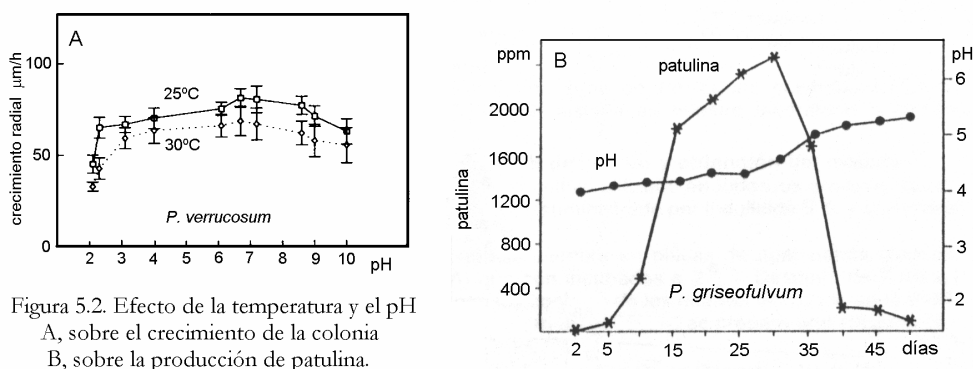 A
crecimiento radial µm/h
100
50
0
25ºC
30ºC
P. verrucosum
2 3 4 5 6 7 8 9 10 pH
Figura 5.2. Efecto de la temperatura y el pH
A, sobre el crecimiento de la colonia
B, sobre la producción de patulina.
B
ppm
2000
1600
1200
800
400
patulina
patulina
pH
P. griseofulvum
pH
6
5
4
3
2
2 5 15 25 35 45 días